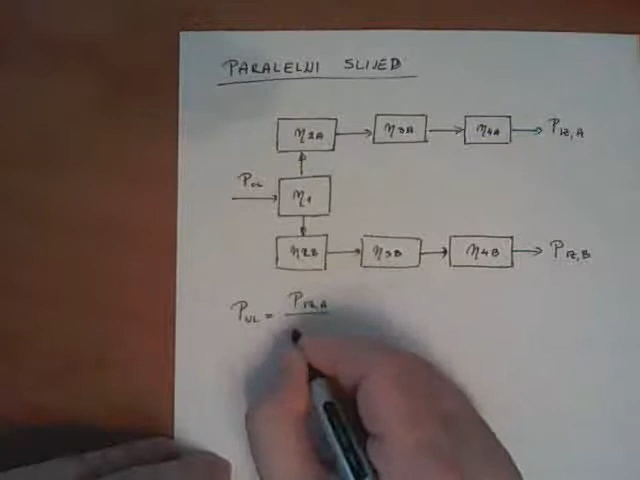 PARALELNI SLIJED
η2A η3A η4A PIZ,A
PUL η1
η2B η3B η4B PIZ,B
PUL = PIZ,A